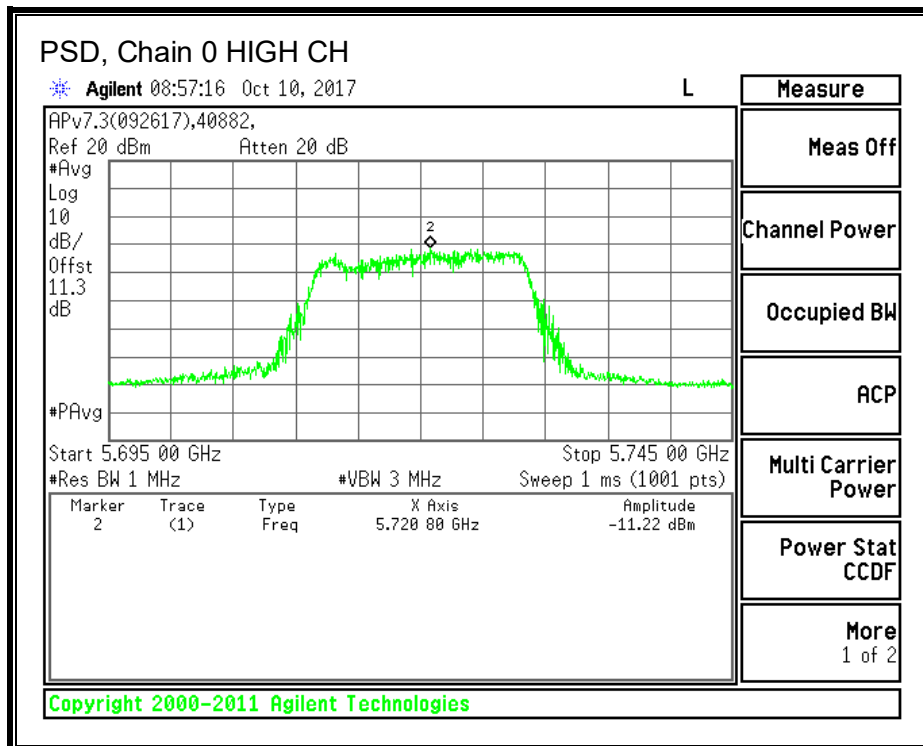 PSD, Chain 0 HIGH CH
Agilent 08:57:16 Oct 10, 2017 L
APv7.3(092617),40882,
Ref 20 dBm Atten 20 dB
#Avg
Log
10
dB/
Offst
11.3
dB
2
#PAvg
Start 5.695 00 GHz Stop 5.745 00 GHz
#Res BW 1 MHz #VBW 3 MHz Sweep 1 ms (1001 pts)
Marker Trace Type X Axis Amplitude
2 (1) Freq 5.720 80 GHz -11.22 dBm
Measure
Meas Off
Channel Power
Occupied BW
ACP
Multi Carrier
Power
Power Stat
CCDF
More
1 of 2
Copyright 2000-2011 Agilent Technologies